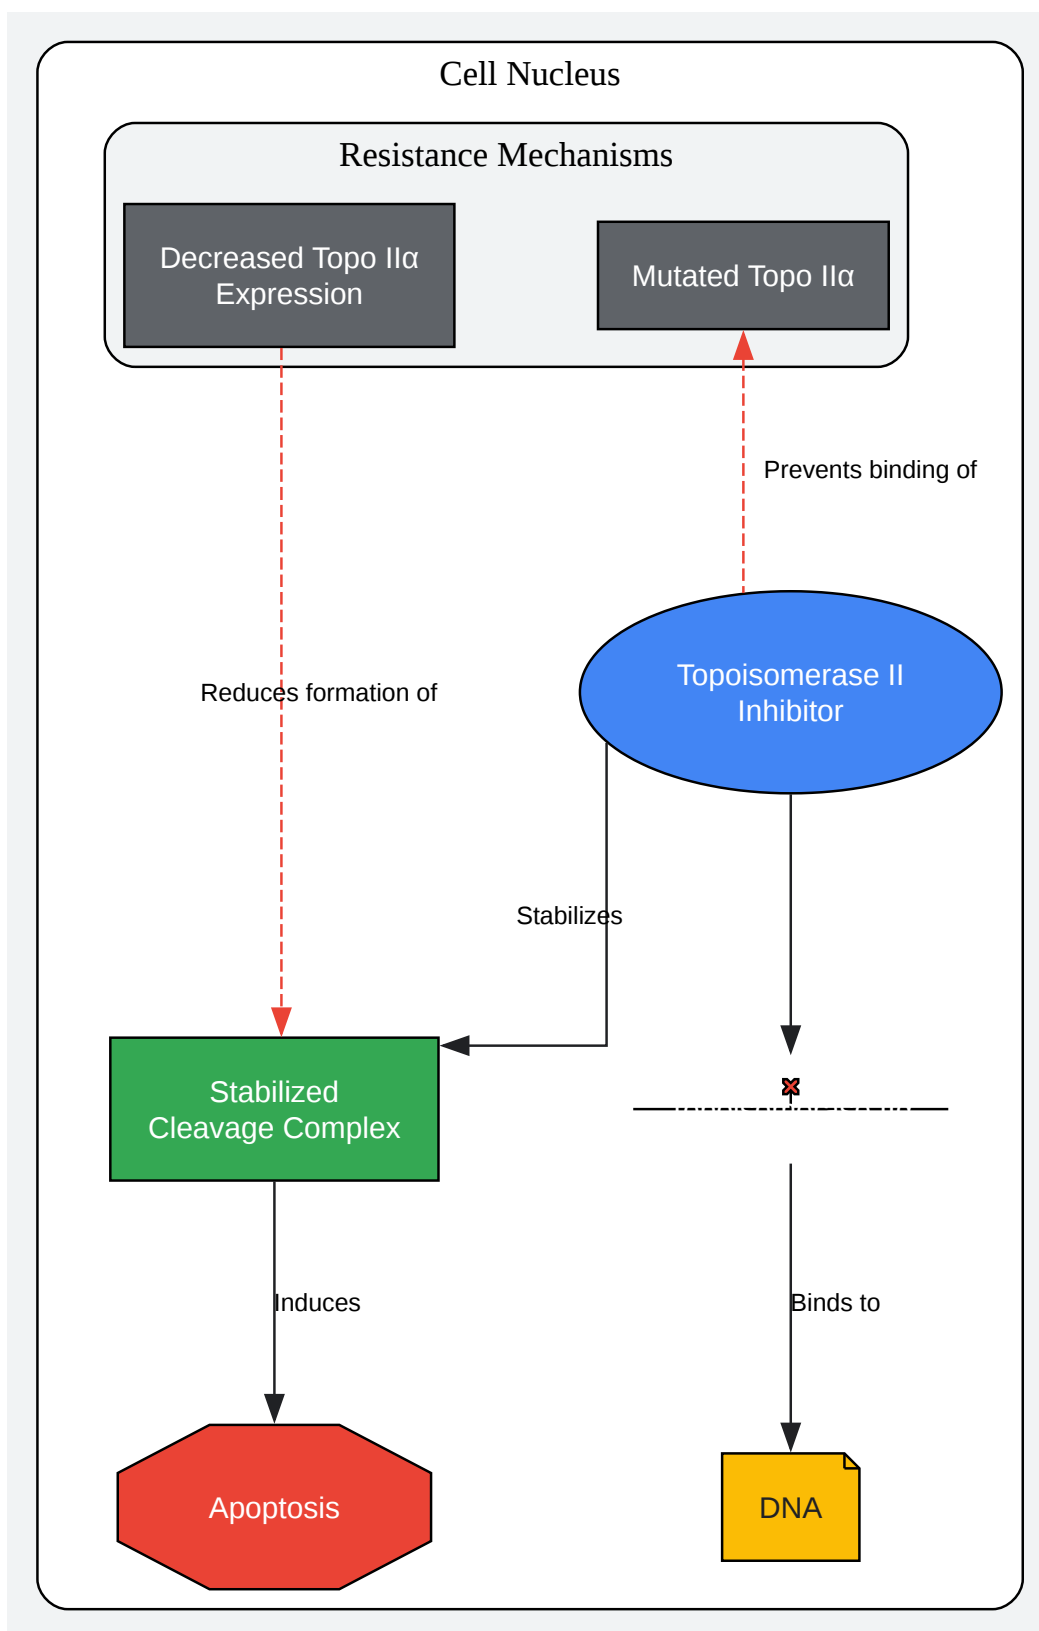 Cell Nucleus
Resistance Mechanisms
Decreased Topo IIα
Expression
Mutated Topo IIα
Prevents binding of
Topoisomerase II
Inhibitor
Reduces formation of
Stabilizes
Stabilized
Cleavage Complex
Induces
Binds to
Apoptosis
DNA